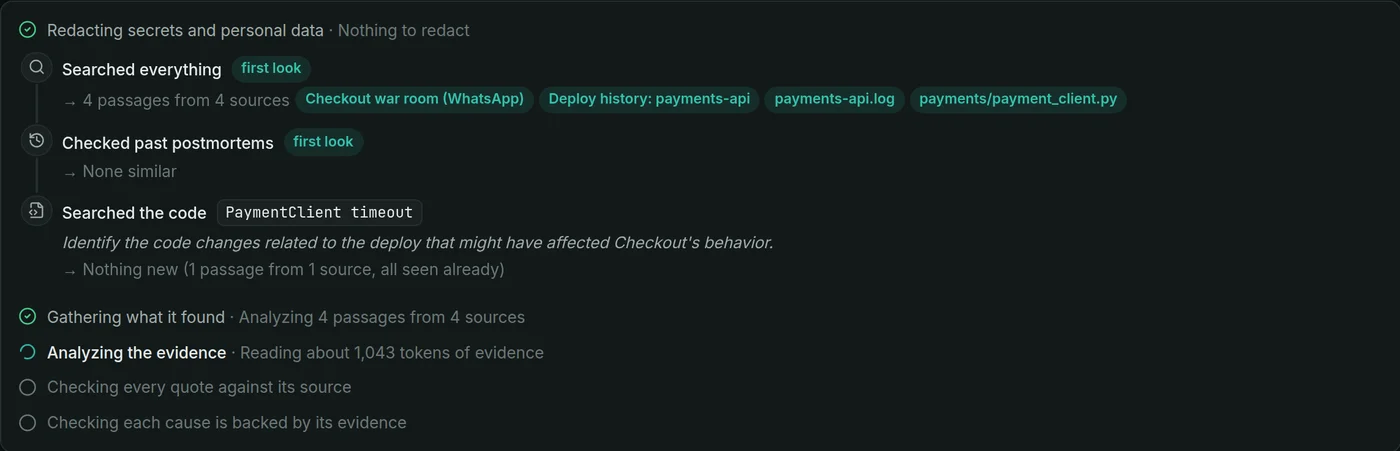 Redacting secrets and personal data · Nothing to redact
Searched everything first look
→ 4 passages from 4 sources Checkout war room (WhatsApp) Deploy history: payments-api payments-api.log payments/payment_client.py
Checked past postmortems first look
→ None similar
Searched the code PaymentClient timeout
Identify the code changes related to the deploy that might have affected Checkout's behavior.
→ Nothing new (1 passage from 1 source, all seen already)
Gathering what it found · Analyzing 4 passages from 4 sources
Analyzing the evidence · Reading about 1,043 tokens of evidence
Checking every quote against its source
Checking each cause is backed by its evidence